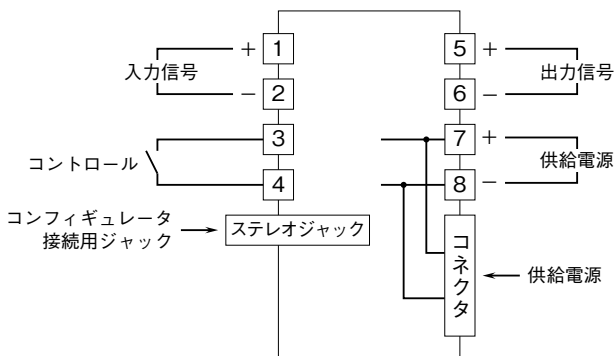 入力信号
+
−
1
2
コントロール
3
4
コンフィギュレータ
接続用ジャック
ステレオジャック
5
+
6
−
出力信号
7
+
8
−
供給電源
コネクタ
供給電源